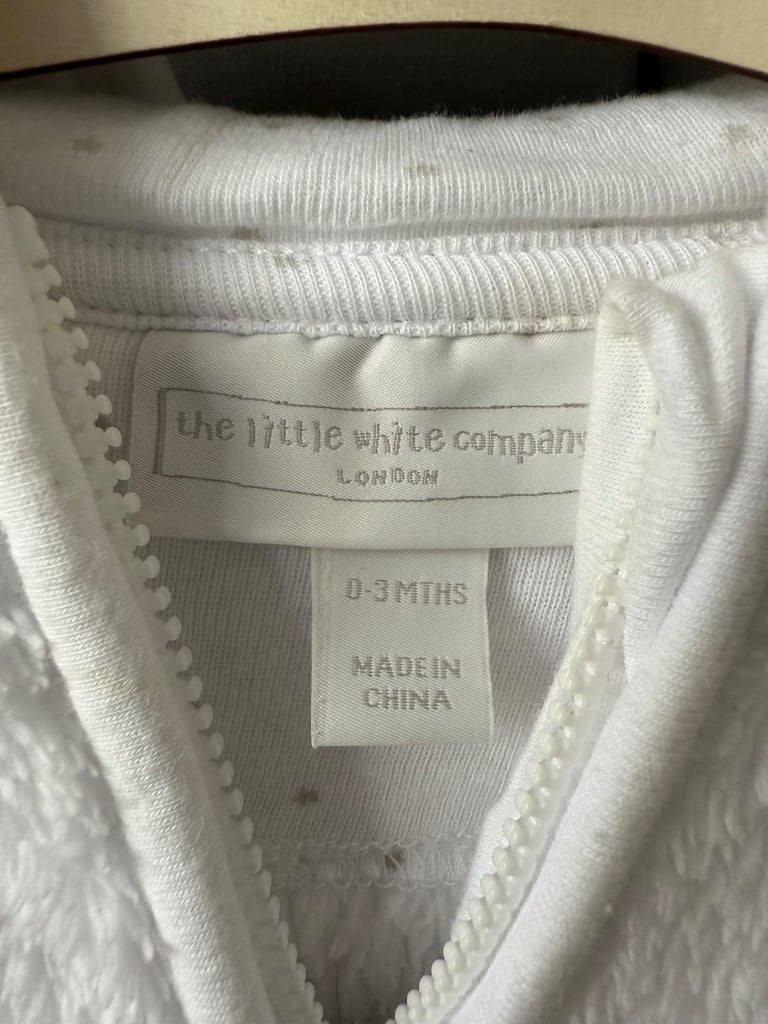 the little white company
LONDON
0-3 MTHS
MADE IN
CHINA